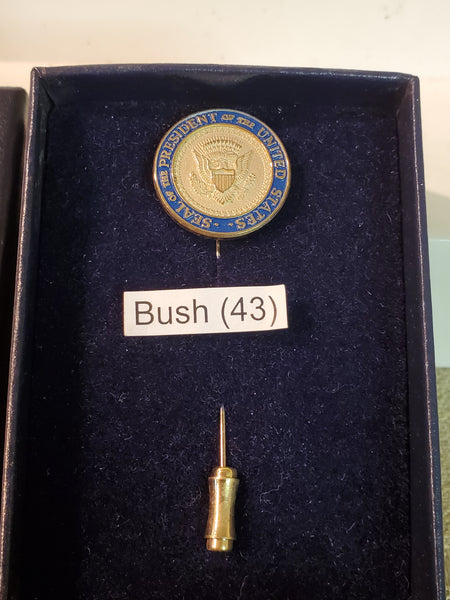 SEAL OF THE PRESIDENT OF THE UNITED STATES
Bush (43)